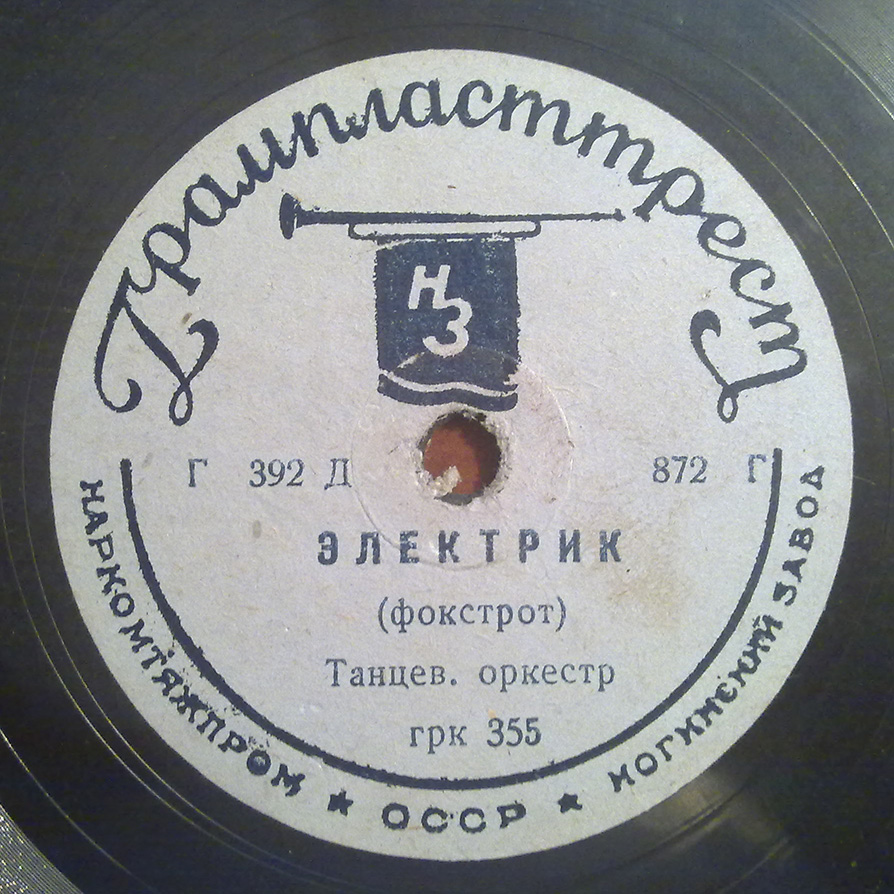 Грампласттрест
НЗ
Г 392 Д 872 Г
ЭЛЕКТРИК
(фокстрот)
Танцев. оркестр
грк 355
НАРКОМТЯЖПРОМ ★ СССР ★ НОГИНСКИЙ ЗАВОД